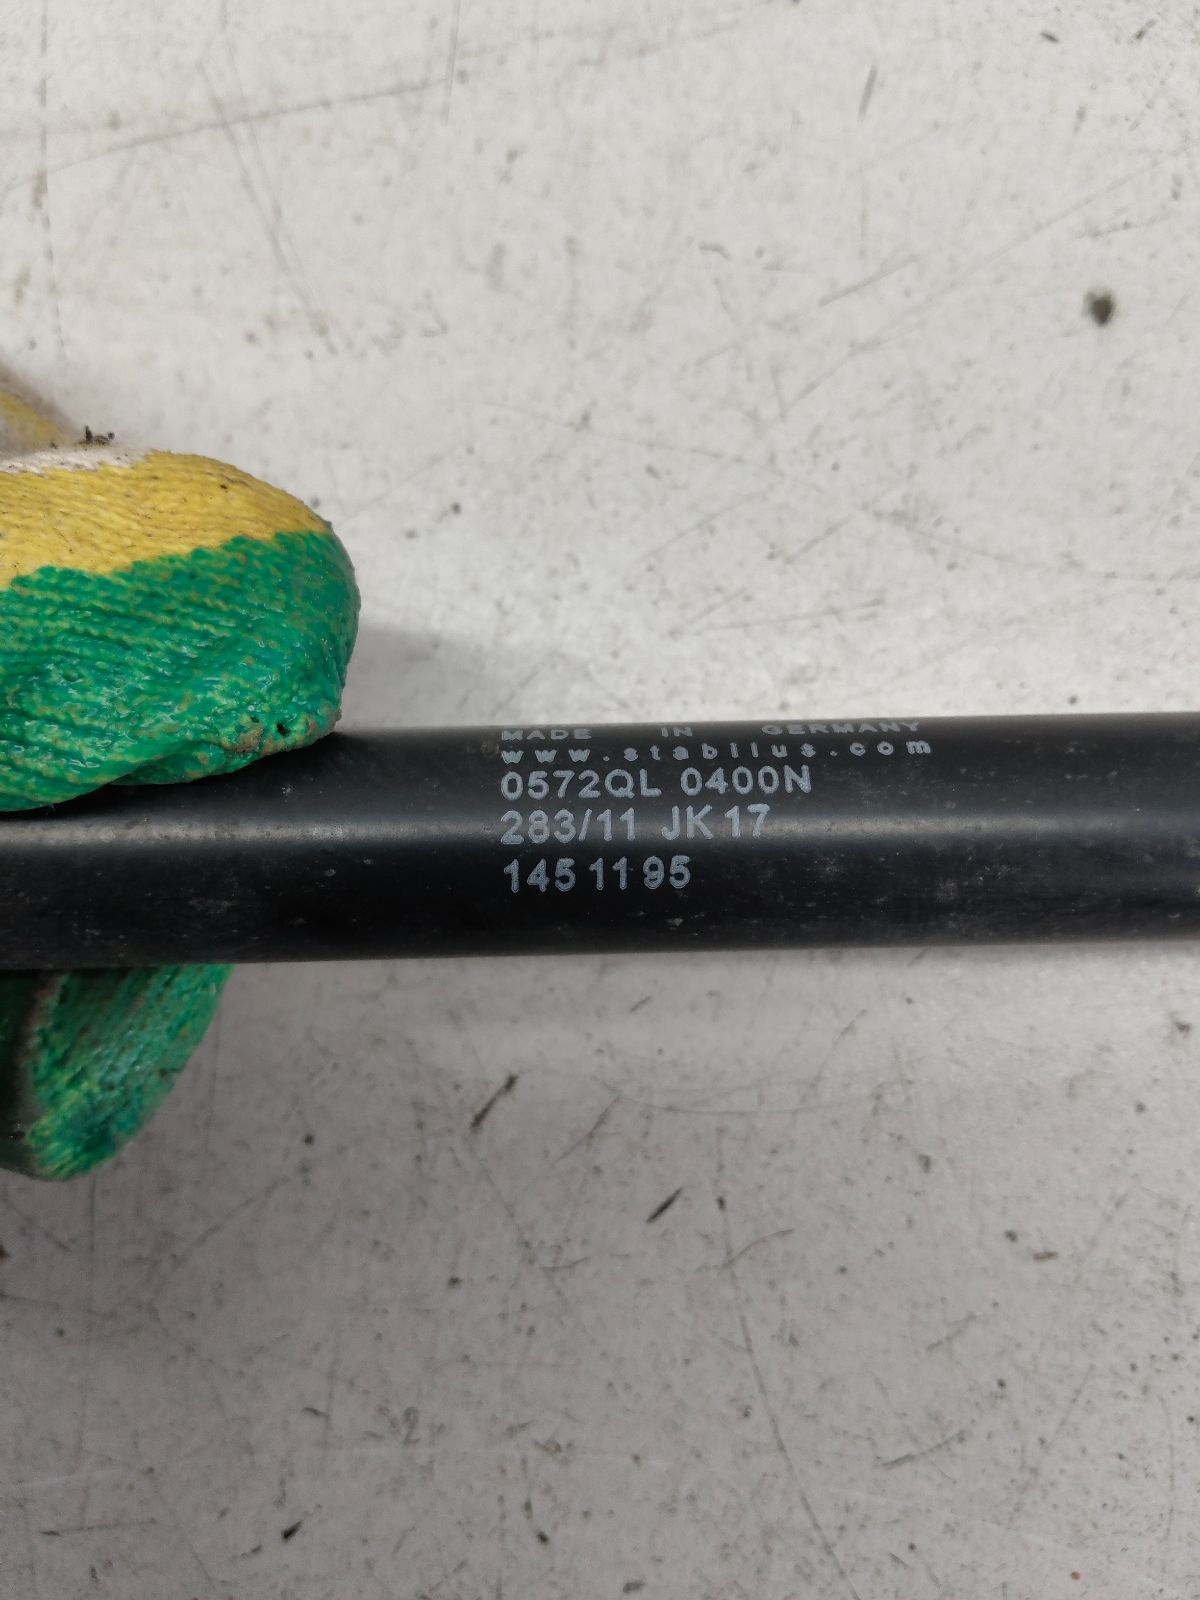 MADE IN GERMANY
www.stabilus.com
0572QL 0400N
283/11 JK17
1451195